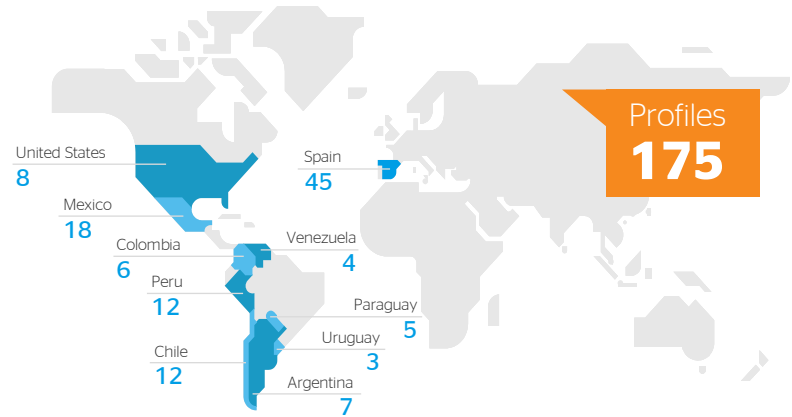 Profiles
175
United States
8
Spain
45
Mexico
18
Colombia
6
Venezuela
4
Peru
12
Paraguay
5
Uruguay
3
Chile
12
Argentina
7